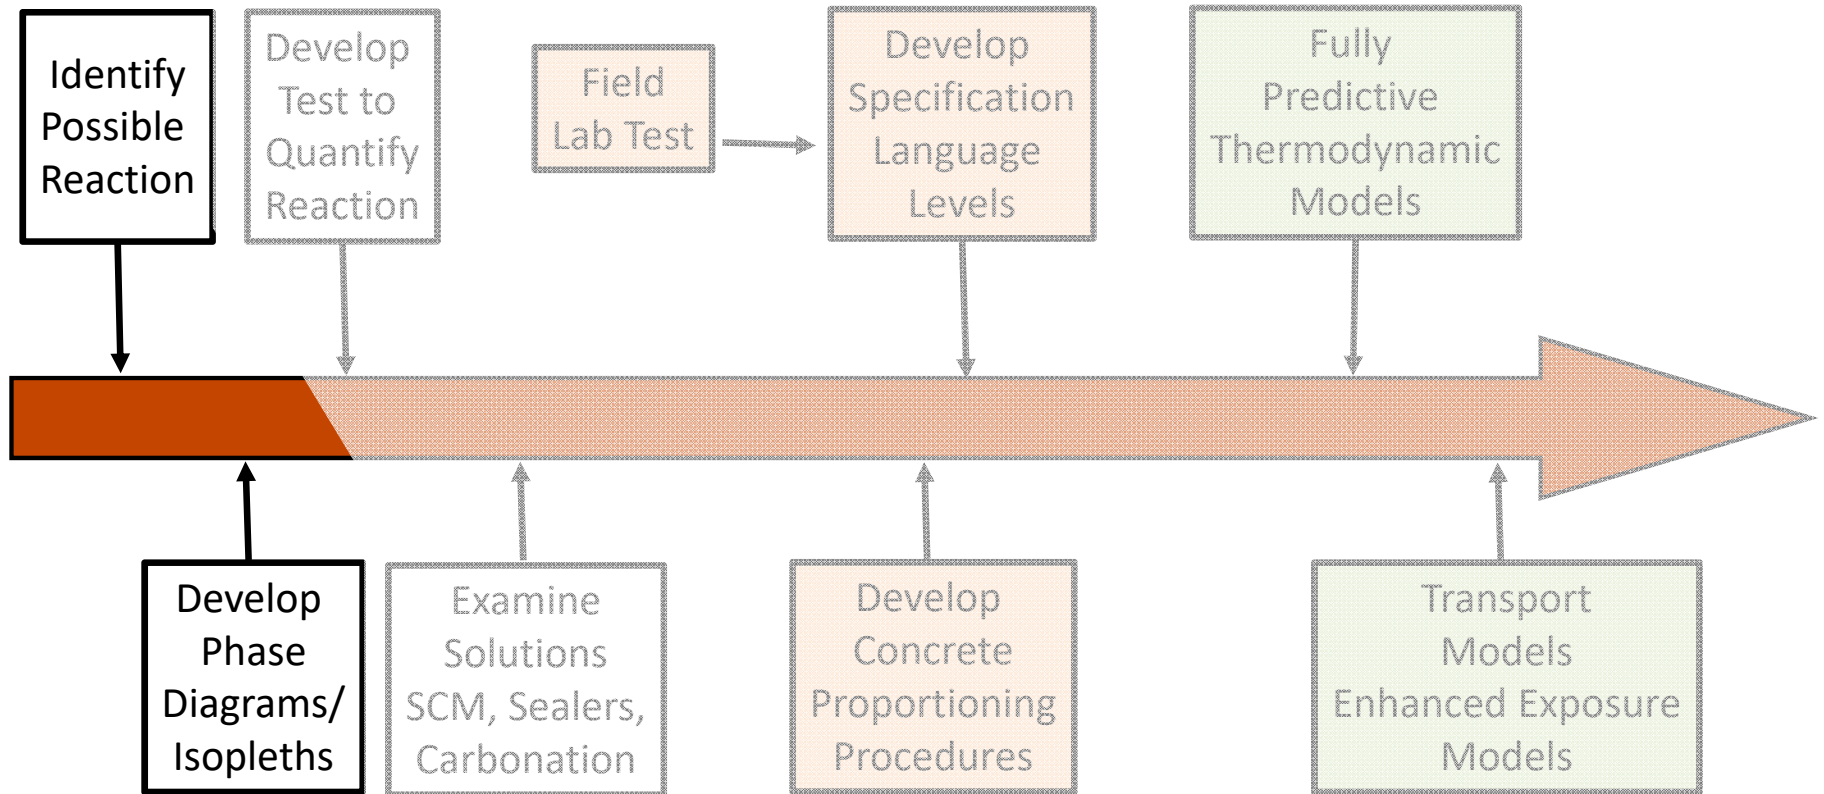 Identify
Possible
Reaction
Develop
Test to
Quantify
Reaction
Field
Lab Test
Develop
Specification
Language
Levels
Fully
Predictive
Thermodynamic
Models
Develop
Phase
Diagrams/
Isopleths
Examine
Solutions
SCM, Sealers,
Carbonation
Develop
Concrete
Proportioning
Procedures
Transport
Models
Enhanced Exposure
Models